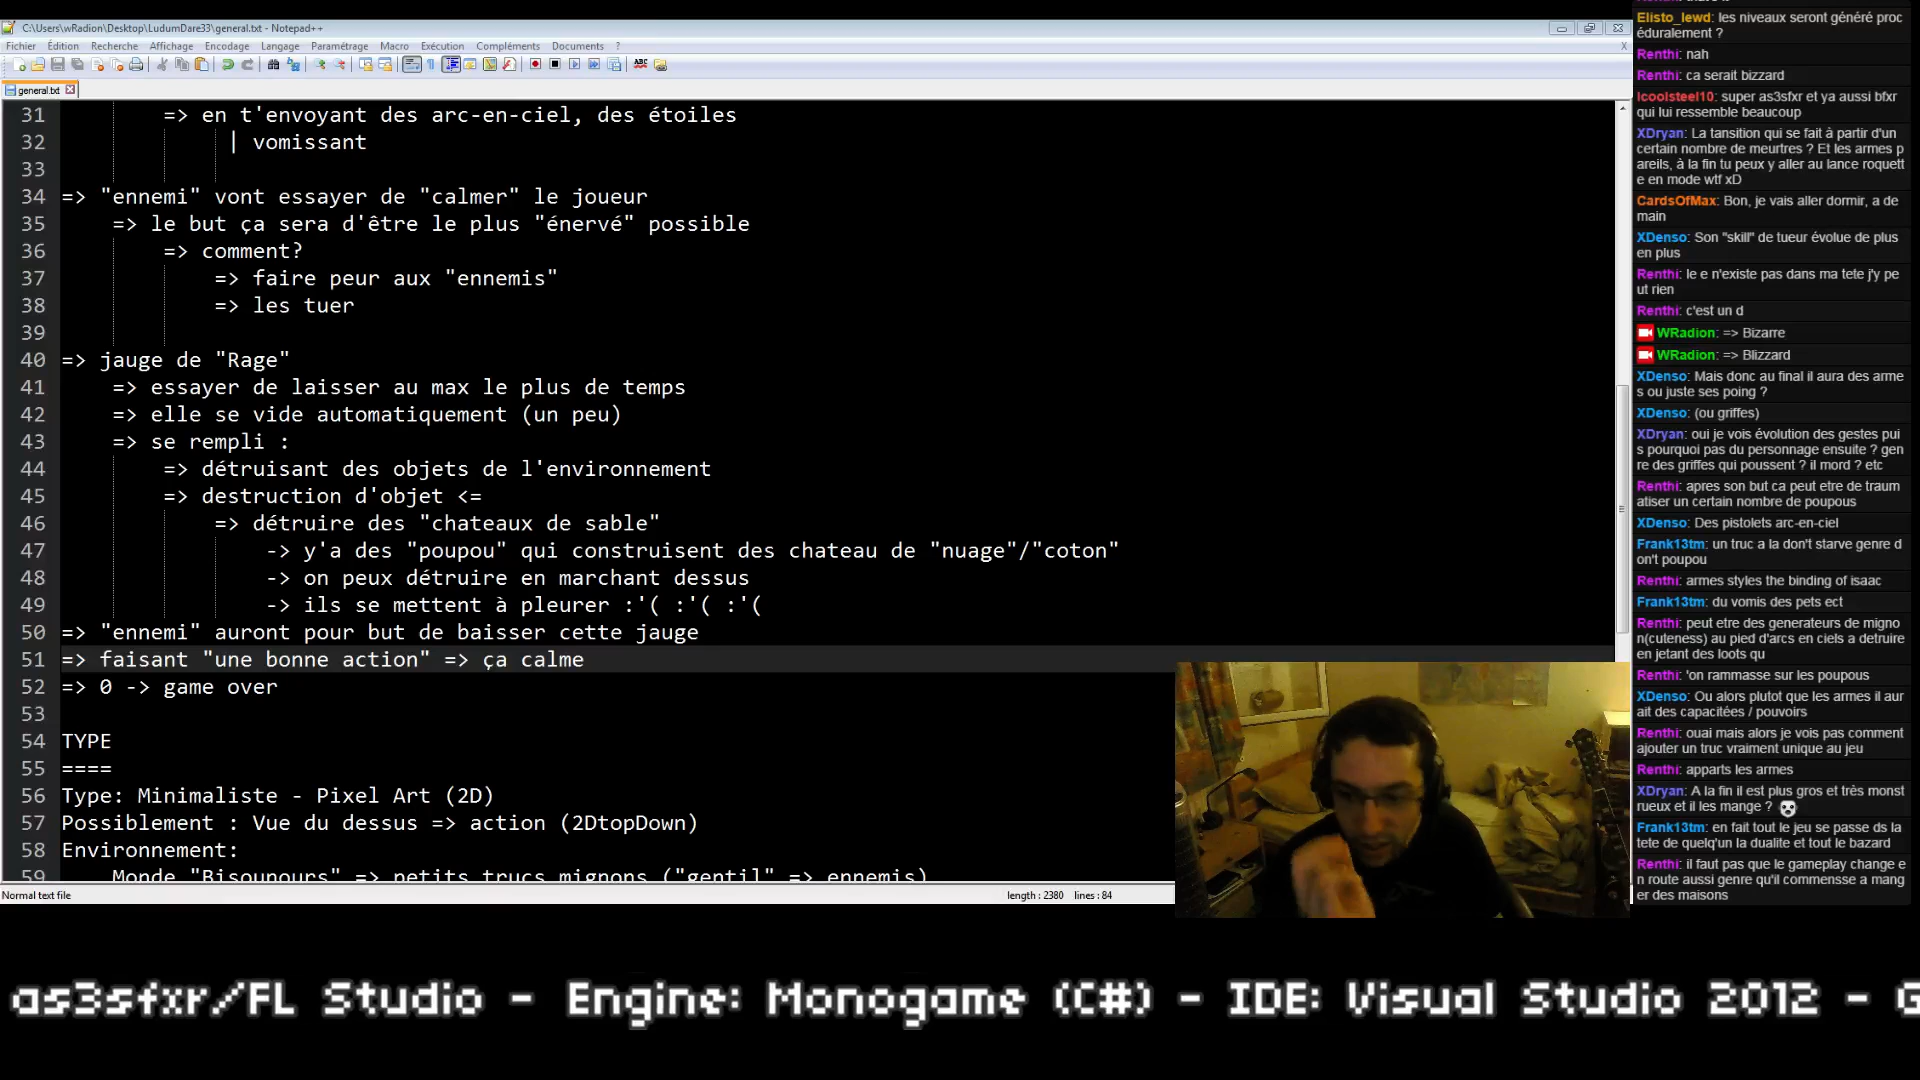 C:\Users\wRadion\Desktop\LudumDare33\general.txt - Notepad++
Fichier Édition Recherche Affichage Encodage Langage Paramétrage Macro Exécution Compléments Documents ?
general.txt
31 => en t'envoyant des arc-en-ciel, des étoiles
32 | vomissant
33
34 => "ennemi" vont essayer de "calmer" le joueur
35 => le but ça sera d'être le plus "énervé" possible
36 => comment?
37 => faire peur aux "ennemis"
38 => les tuer
39
40 => jauge de "Rage"
41 => essayer de laisser au max le plus de temps
42 => elle se vide automatiquement (un peu)
43 => se rempli :
44 => détruisant des objets de l'environnement
45 => destruction d'objet <=
46 => détruire des "chateaux de sable"
47 -> y'a des "poupou" qui construisent des chateau de "nuage"/"coton"
48 -> on peux détruire en marchant dessus
49 -> ils se mettent à pleurer :'( :'( :'(
50 => "ennemi" auront pour but de baisser cette jauge
51 => faisant "une bonne action" => ça calme
52 => 0 -> game over
53
54 TYPE
55 ====
56 Type: Minimaliste - Pixel Art (2D)
57 Possiblement : Vue du dessus => action (2DtopDown)
58 Environnement:
59 Monde "Bisounours" => petits trucs mignons ("gentil" => ennemis)
Normal text file
length : 2380 lines : 84
Elisto_lewd: les niveaux seront généré proc
éduralement ?
Renthi: nah
Renthi: ca serait bizzard
Icoolsteel10: super as3sfxr et ya aussi bfxr
qui lui ressemble beaucoup
XDryan: La tansition qui se fait à partir d'un
certain nombre de meurtres ? Et les armes p
areils, à la fin tu peux y aller au lance roquett
e en mode wtf xD
CardsOfMax: Bon, je vais aller dormir, a de
main
XDenso: Son "skill" de tueur évolue de plus
en plus
Renthi: le e n'existe pas dans ma tete j'y pe
ut rien
Renthi: c'est un d
WRadion: => Bizarre
WRadion: => Blizzard
XDenso: Mais donc au final il aura des arme
s ou juste ses poing ?
XDenso: (ou griffes)
XDryan: oui je vois évolution des gestes pui
s pourquoi pas du personnage ensuite ? gen
re des griffes qui poussent ? il mord ? etc
Renthi: apres son but ca peut etre de traum
atiser un certain nombre de poupous
XDenso: Des pistolets arc-en-ciel
Frank13tm: un truc a la don't starve genre d
on't poupou
Renthi: armes styles the binding of isaac
Frank13tm: du vomis des pets ect
Renthi: peut etre des generateurs de migno
n(cuteness) au pied d'arcs en ciels a detruire
en jetant des loots qu
Renthi: 'on rammasse sur les poupous
XDenso: Ou alors plutot que les armes il aur
ait des capacitées / pouvoirs
Renthi: ouai mais alors je vois pas comment
ajouter un truc vraiment unique au jeu
Renthi: apparts les armes
XDryan: A la fin il est plus gros et très monst
rueux et il les mange ?
Frank13tm: en fait tout le jeu se passe ds la
tete de quelq'un la dualite et tout le bazard
Renthi: il faut pas que le gameplay change e
n route aussi genre qu'il commensse a mang
er des maisons
as3sfxr/FL Studio - Engine: Monogame (C#) - IDE: Visual Studio 2012 - G